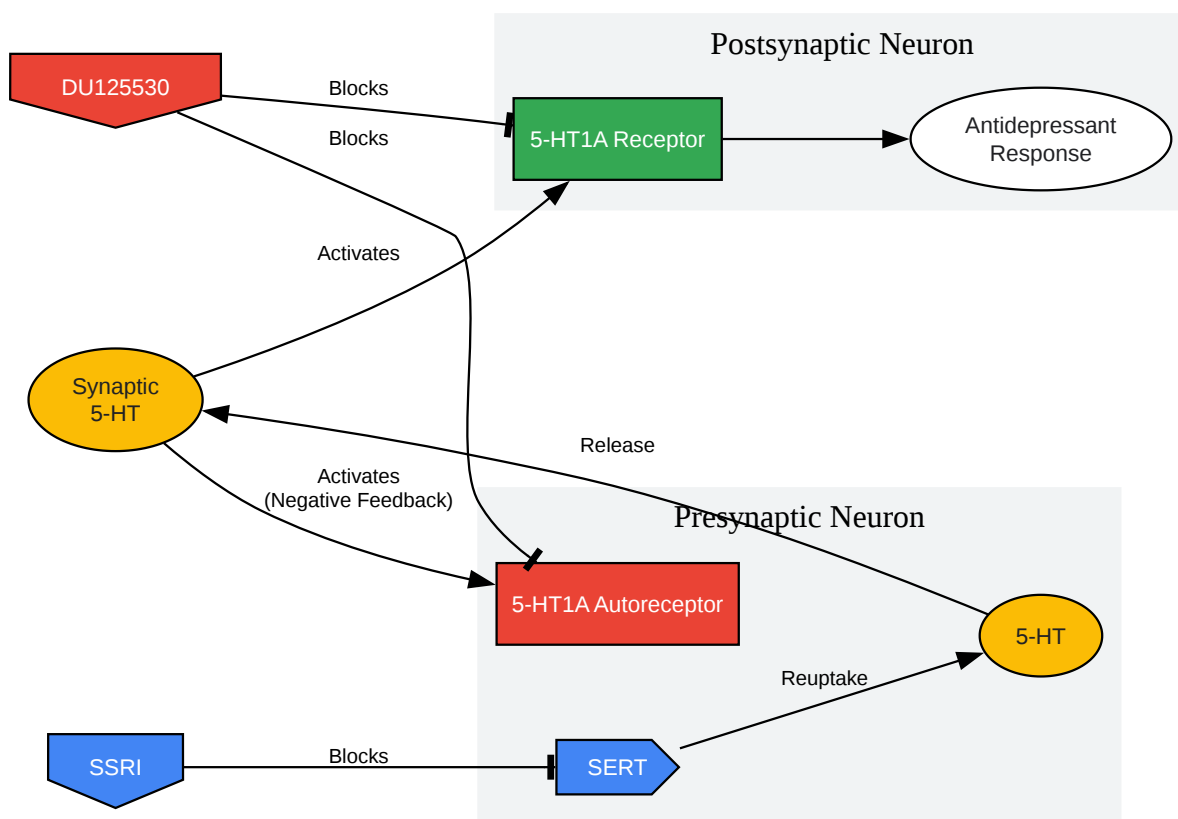 Postsynaptic Neuron
DU125530
Blocks
Blocks
5-HT1A Receptor
Antidepressant
Response
Activates
Synaptic
5-HT
Release
Activates
(Negative Feedback)
Presynaptic Neuron
5-HT1A Autoreceptor
5-HT
Reuptake
SSRI
Blocks
SERT